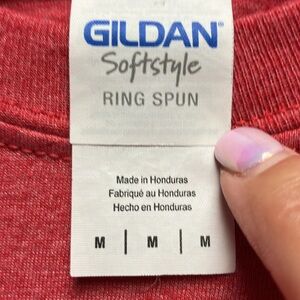 GILDAN®
Softstyle
RING SPUN
Made in Honduras
Fabriqué au Honduras
Hecho en Honduras
M | M | M